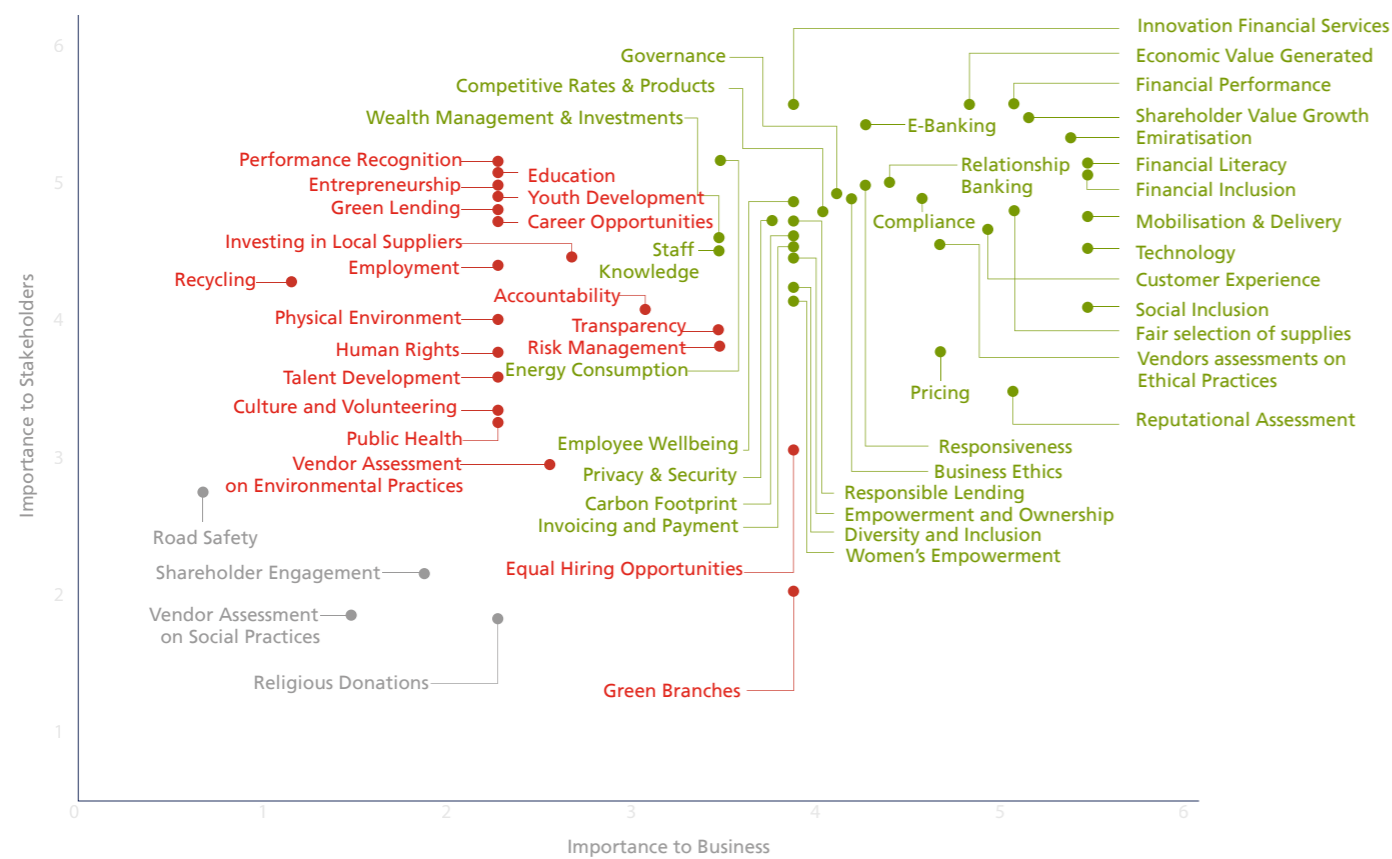 Innovation Financial Services
6
Governance
Economic Value Generated
Competitive Rates & Products
Financial Performance
Wealth Management & Investments
Shareholder Value Growth
E-Banking
Emiratisation
Performance Recognition
Relationship
Banking
Financial Literacy
Education
5
Entrepreneurship
Financial Inclusion
Youth Development
Green Lending
Career Opportunities
Compliance
Mobilisation & Delivery
Investing in Local Suppliers
Staff
Knowledge
Technology
Employment
Recycling
Customer Experience
Accountability
Social Inclusion
Physical Environment
4
Transparency
Fair selection of supplies
Human Rights
Risk Management
Vendors assessments on
Ethical Practices
Energy Consumption
Talent Development
Pricing
Culture and Volunteering
Reputational Assessment
Public Health
Employee Wellbeing
Responsiveness
3
Vendor Assessment
on Environmental Practices
Business Ethics
Privacy & Security
Responsible Lending
Carbon Footprint
Empowerment and Ownership
Invoicing and Payment
Diversity and Inclusion
Road Safety
Women's Empowerment
Shareholder Engagement
Equal Hiring Opportunities
2
Vendor Assessment
on Social Practices
Religious Donations
Green Branches
1
0
1
2
3
4
5
6
Importance to Stakeholders
Importance to Business